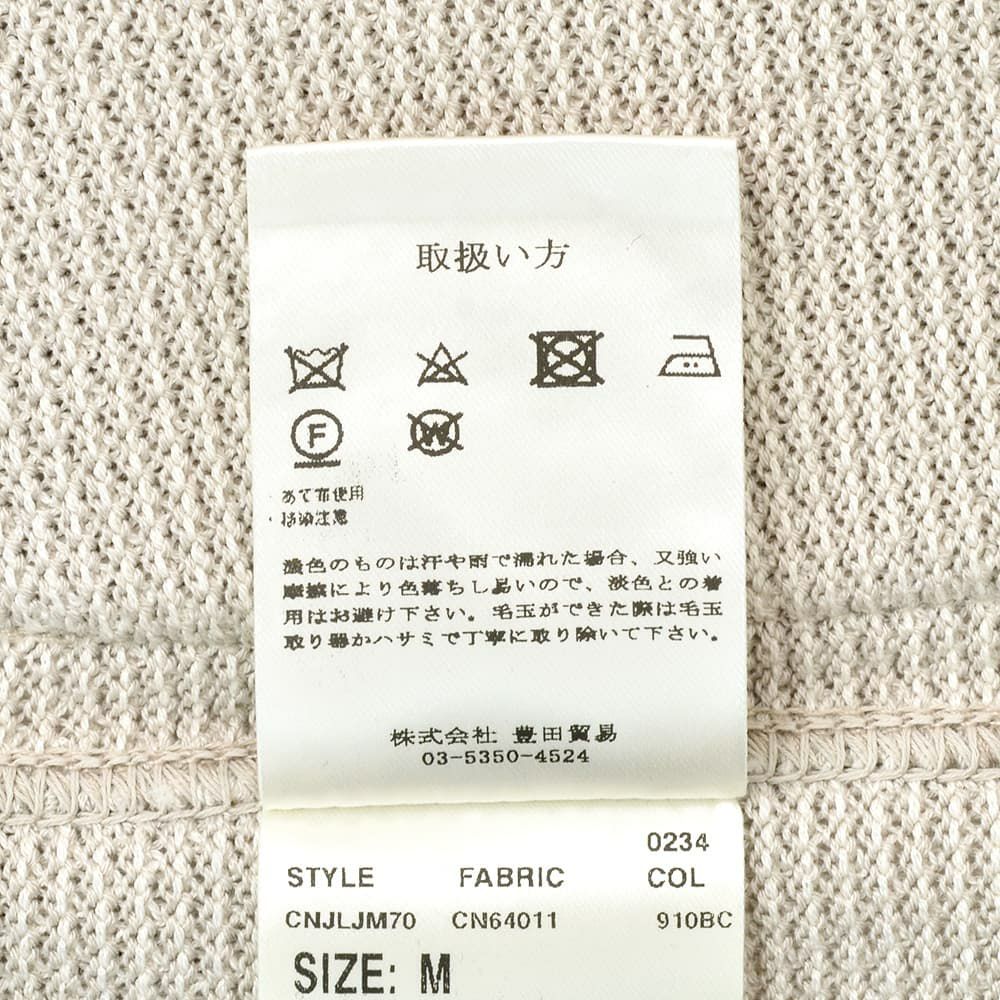 取扱い方
F W
あて布使用
淡色のものは汗や雨で濡れた場合、又強い
摩擦により色落ちし易いので、淡色との着
用はお避け下さい。毛玉ができた際は毛玉
取り器かハサミで丁寧に取り除いて下さい。
株式会社 豊田貿易
03-5350-4524
0234
STYLE FABRIC COL
CNJLJM70 CN64011 910BC
SIZE: M